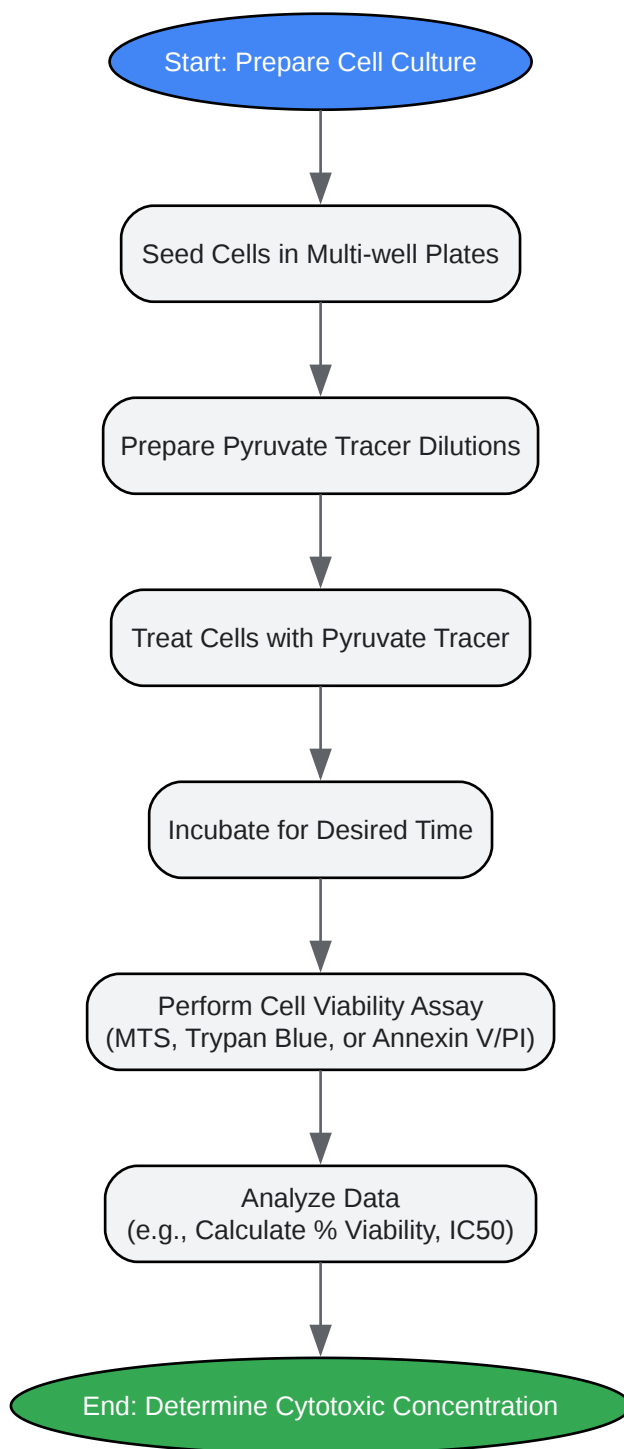 Start: Prepare Cell Culture
Seed Cells in Multi-well Plates
Prepare Pyruvate Tracer Dilutions
Treat Cells with Pyruvate Tracer
Incubate for Desired Time
Perform Cell Viability Assay
(MTS, Trypan Blue, or Annexin V/PI)
Analyze Data
(e.g., Calculate % Viability, IC50)
End: Determine Cytotoxic Concentration